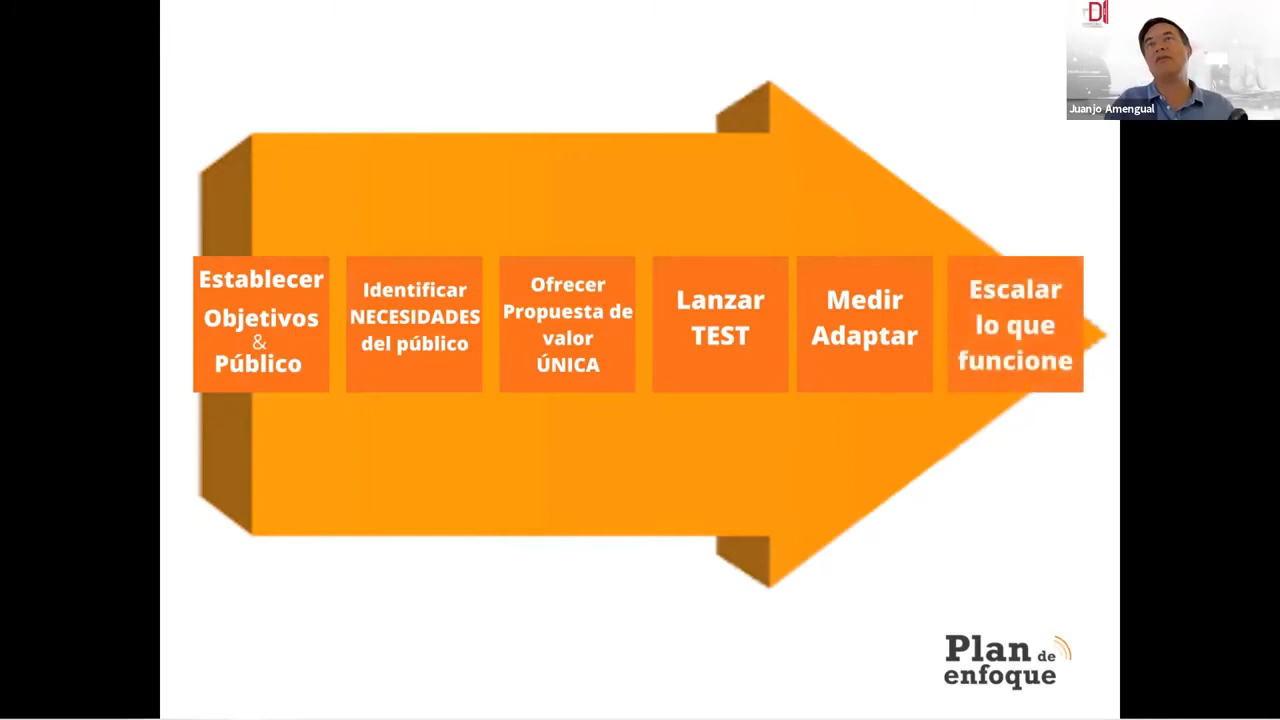 Juanjo Amengual
Establecer
Objetivos
&
Público
Identificar
NECESIDADES
del público
Ofrecer
Propuesta de
valor
ÚNICA
Lanzar
TEST
Medir
Adaptar
Escalar
lo que
funcione
Plan de
enfoque